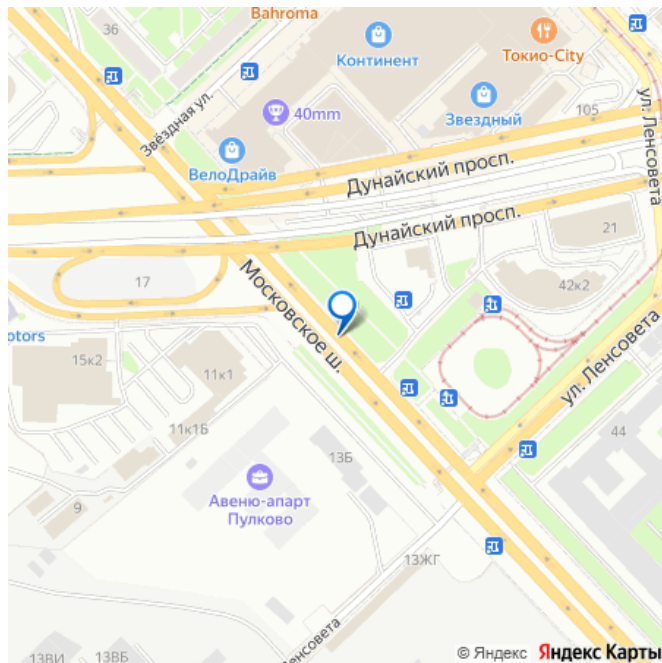 Bahroma
36
Континент
Токио-City
40mm
Звездный
105
ул. Ленсовета
Звёздная ул.
ВелоДрайв
Дунайский просп.
Дунайский просп.
21
17
42к2
Московское ш.
otors
15к2
11к1
ул. Ленсовета
11к1Б
44
13Б
Авеню-апарт
Пулково
9
13ЖГ
Ленсовета
13ВИ
13ВБ
© Яндекс Яндекс Карты